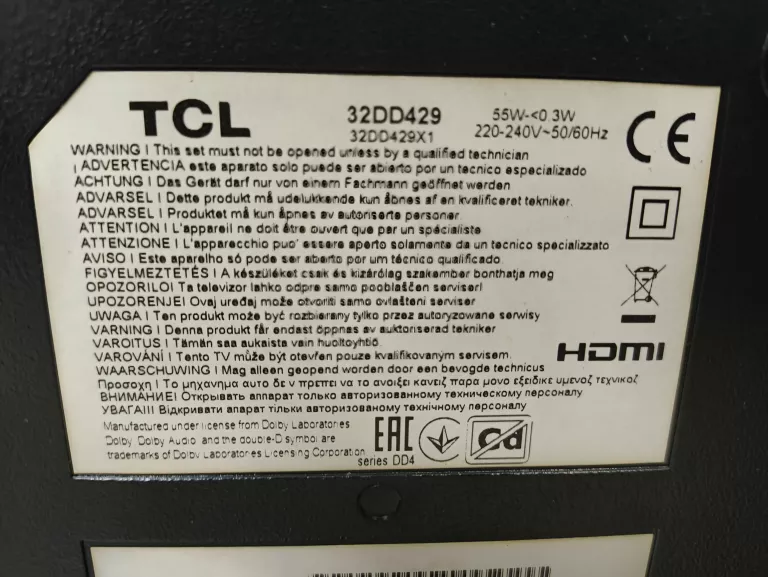 TCL
32DD429
32DD429X1
55W-<0.3W
220-240V~50/60Hz
CE
WARNING ! This set must not be opened unless by a qualified technician
¡ ADVERTENCIA este aparato solo puede ser abierto por un tecnico especializado
ACHTUNG ! Das Gerät darf nur von einem Fachmann geöffnet werden
ADVARSEL ! Dette produkt må udelukkende kun åbnes af en kvalificeret tekniker.
ADVARSEL ! Produktet må kun åpnes av autoriserte personer
ATTENTION ! L'appareil ne doit être ouvert que par un spécialiste
ATTENZIONE ! L'apparecchio puo' essere aperto solamente da un tecnico specializzato
AVISO ! Este aparelho só pode ser aberto por um técnico qualificado
FIGYELMEZTETÉS ! A készüléket csak és kizárólag szakember bonthatja meg
OPOZORILO! Ta televizor lahko odpre samo pooblaščen serviser
UPOZORENJE! Ovaj uređaj može otvoriti samo ovlašteni serviser
UWAGA ! Ten produkt może być rozbierany tylko przez autoryzowane serwisy
VARNING ! Denna produkt får endast öppnas av auktoriserad tekniker
VAROITUS ! Tämän saa aukaista vain huoltoyhtiö.
VAROVÁNÍ ! Tento TV může být otevřen pouze kvalifikovaným servisem.
WAARSCHUWING ! Mag alleen geopend worden door een bevoegde technicus
Προσοχη ! Το μηχανημα αυτο δε ν πρεπει να το ανοιξει κανεις παρα μονο εξειδικε υμενος τεχνικος
ВНИМАНИЕ! Открывать аппарат только авторизованному техническому персоналу
УВАГА!!! Відкривати апарат тільки авторизованому технічному персоналу
HDMI
Manufactured under license from Dolby Laboratories
Dolby, Dolby Audio, and the double-D symbol are
trademarks of Dolby Laboratories Licensing Corporation
series DD4
EAC
Cd